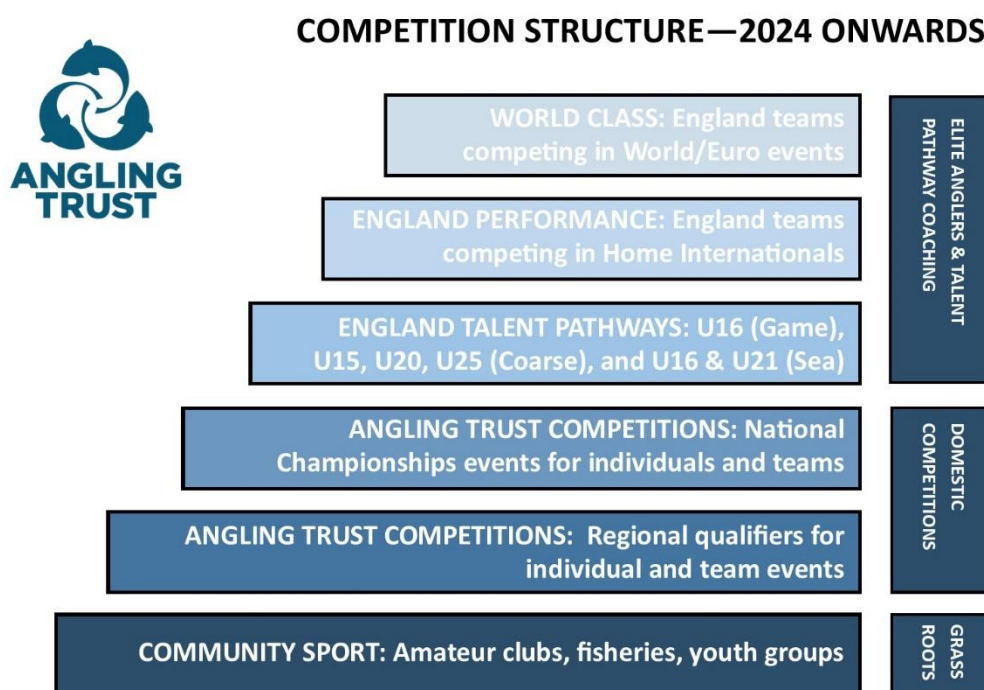 COMPETITION STRUCTURE—2024 ONWARDS
ANGLING
TRUST
WORLD CLASS: England teams
competing in World/Euro events
ENGLAND PERFORMANCE: England teams
competing in Home Internationals
ENGLAND TALENT PATHWAYS: U16 (Game),
U15, U20, U25 (Coarse), and U16 & U21 (Sea)
ELITE ANGLERS & TALENT
PATHWAY COACHING
ANGLING TRUST COMPETITIONS: National
Championships events for individuals and teams
ANGLING TRUST COMPETITIONS:  Regional qualifiers for
individual and team events
DOMESTIC
COMPETITIONS
COMMUNITY SPORT: Amateur clubs, fisheries, youth groups
GRASS
ROOTS